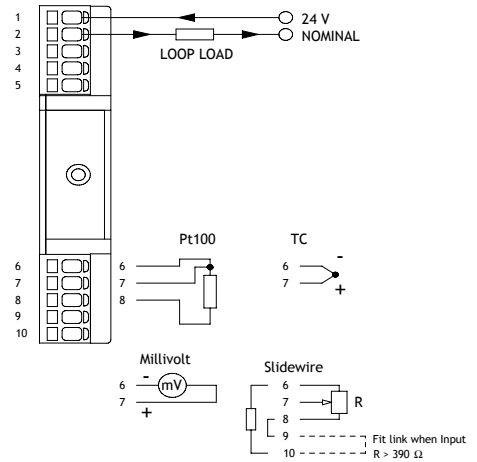 1
2
3
4
5
24 V
NOMINAL
LOOP LOAD
6
7
8
9
10
Pt100
6
7
8
TC
6
7
-
+
Millivolt
6
7
-
mV
+
Slidewire
6
7
8
9
10
R
Fit link when Input
R > 390 Ω